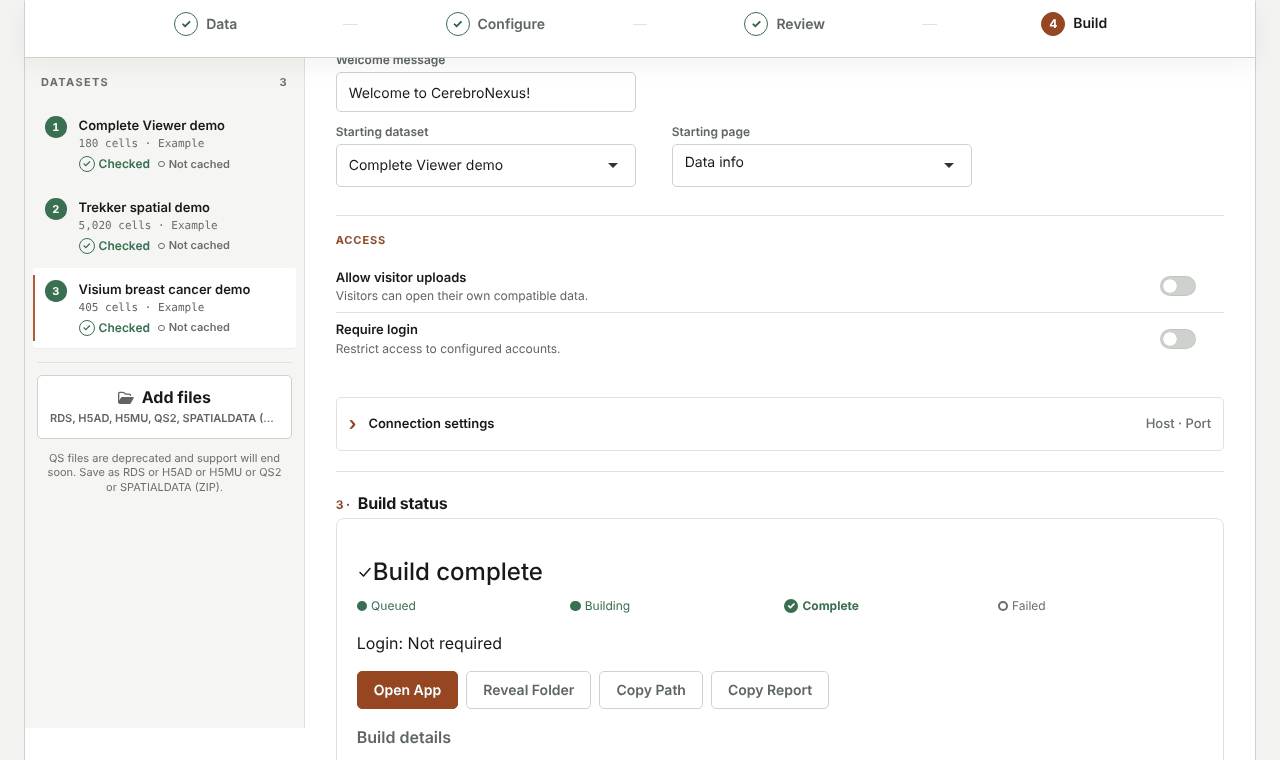 Data
Configure
Review
4 Build
DATASETS 3
1 Complete Viewer demo
180 cells · Example
Checked Not cached
2 Trekker spatial demo
5,020 cells · Example
Checked Not cached
3 Visium breast cancer demo
405 cells · Example
Checked Not cached
Add files
RDS, H5AD, H5MU, QS2, SPATIALDATA (...
QS files are deprecated and support will end
soon. Save as RDS or H5AD or H5MU or QS2
or SPATIALDATA (ZIP).
Welcome message
Welcome to CerebroNexus!
Starting dataset
Complete Viewer demo
Starting page
Data info
ACCESS
Allow visitor uploads
Visitors can open their own compatible data.
Require login
Restrict access to configured accounts.
Connection settings Host · Port
3 · Build status
Build complete
Queued Building Complete Failed
Login: Not required
Open App Reveal Folder Copy Path Copy Report
Build details